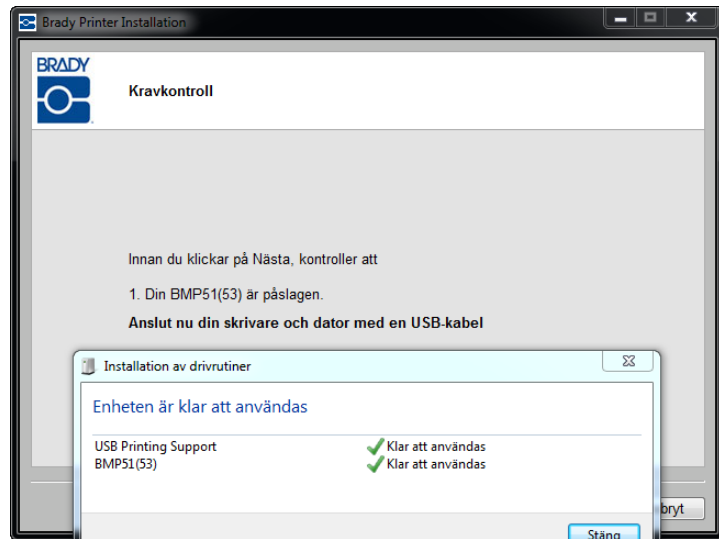 Brady Printer Installation
BRADY
Kravkontroll
Innan du klickar på Nästa, kontroller att
1. Din BMP51(53) är påslagen.
Anslut nu din skrivare och dator med en USB-kabel
Installation av drivrutiner
Enheten är klar att användas
USB Printing Support Klar att användas
BMP51(53) Klar att användas
bryt
Stäng